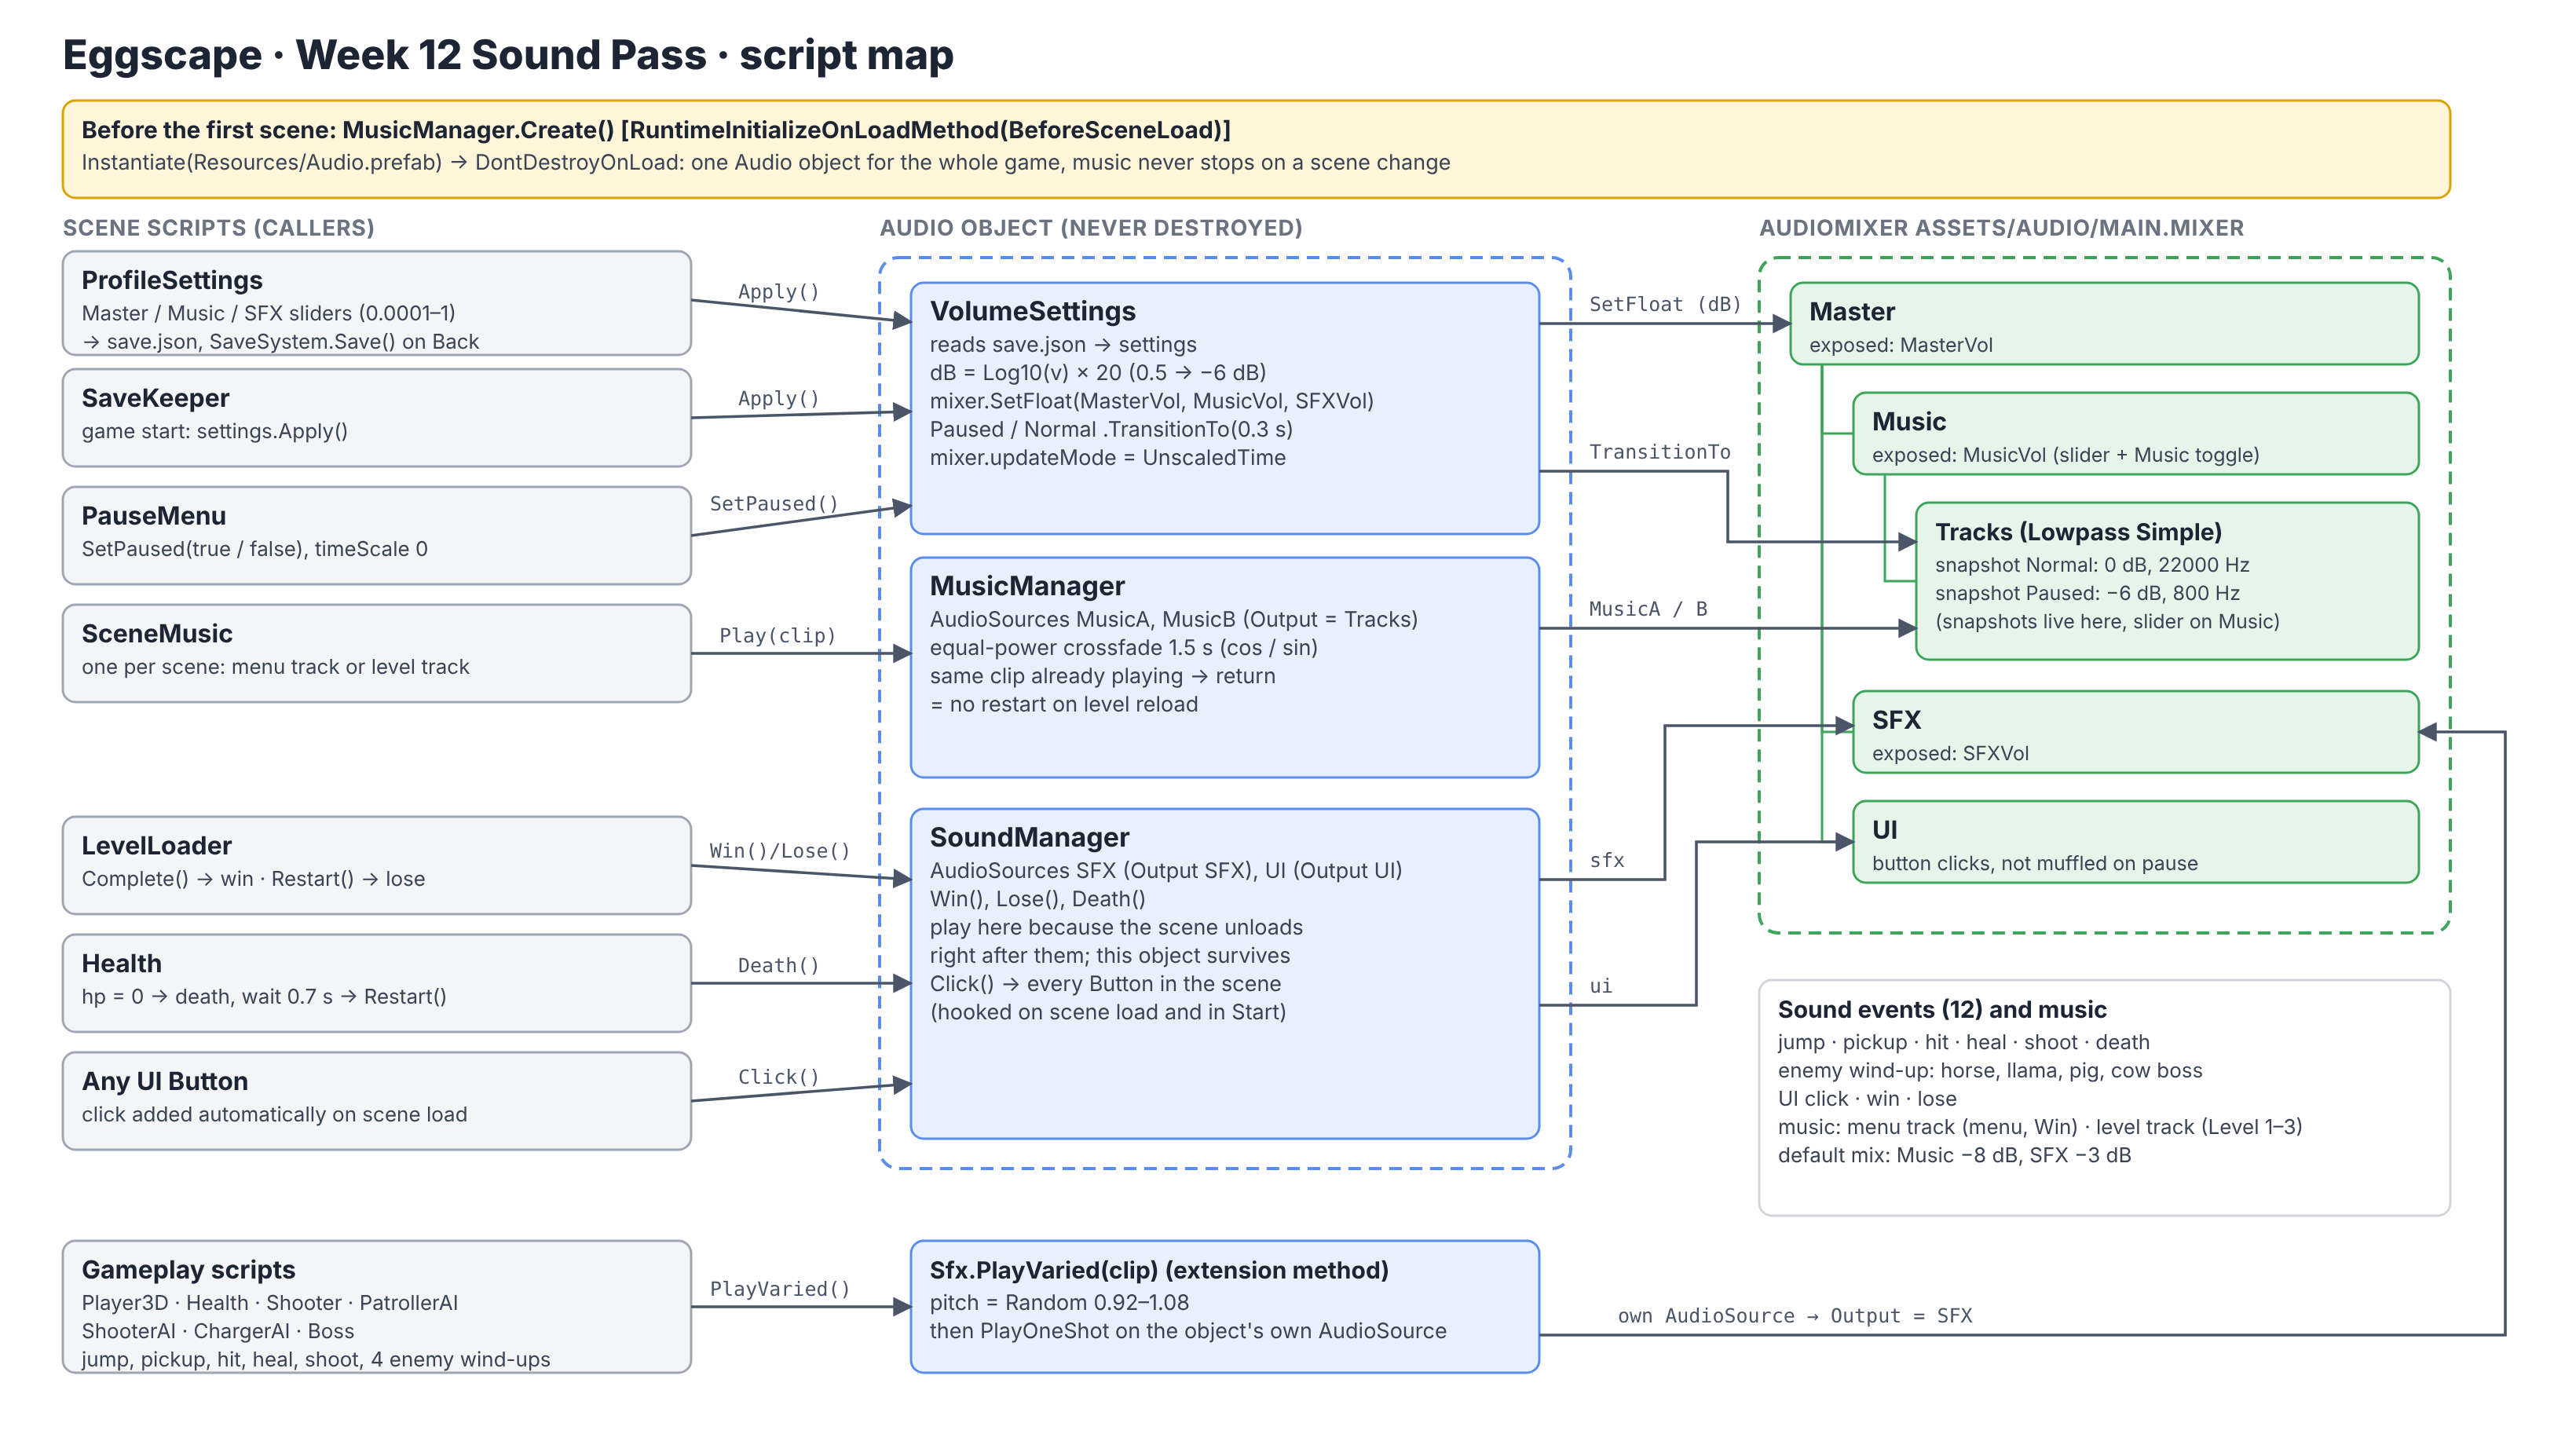 Eggscape · Week 12 Sound Pass · script map
Before the first scene: MusicManager.Create() [RuntimeInitializeOnLoadMethod(BeforeSceneLoad)]
Instantiate(Resources/Audio.prefab) → DontDestroyOnLoad: one Audio object for the whole game, music never stops on a scene change
SCENE SCRIPTS (CALLERS)
ProfileSettings
Master / Music / SFX sliders (0.0001–1)
→ save.json, SaveSystem.Save() on Back
SaveKeeper
game start: settings.Apply()
PauseMenu
SetPaused(true / false), timeScale 0
SceneMusic
one per scene: menu track or level track
LevelLoader
Complete() → win · Restart() → lose
Health
hp = 0 → death, wait 0.7 s → Restart()
Any UI Button
click added automatically on scene load
Gameplay scripts
Player3D · Health · Shooter · PatrollerAI
ShooterAI · ChargerAI · Boss
jump, pickup, hit, heal, shoot, 4 enemy wind-ups
Apply()
Apply()
SetPaused()
Play(clip)
Win()/Lose()
Death()
Click()
PlayVaried()
AUDIO OBJECT (NEVER DESTROYED)
VolumeSettings
reads save.json → settings
dB = Log10(v) × 20 (0.5 → −6 dB)
mixer.SetFloat(MasterVol, MusicVol, SFXVol)
Paused / Normal .TransitionTo(0.3 s)
mixer.updateMode = UnscaledTime
MusicManager
AudioSources MusicA, MusicB (Output = Tracks)
equal-power crossfade 1.5 s (cos / sin)
same clip already playing → return
= no restart on level reload
SoundManager
AudioSources SFX (Output SFX), UI (Output UI)
Win(), Lose(), Death()
play here because the scene unloads
right after them; this object survives
Click() → every Button in the scene
(hooked on scene load and in Start)
Sfx.PlayVaried(clip) (extension method)
pitch = Random 0.92–1.08
then PlayOneShot on the object's own AudioSource
SetFloat (dB)
TransitionTo
MusicA / B
sfx
ui
own AudioSource → Output = SFX
AUDIOMIXER ASSETS/AUDIO/MAIN.MIXER
Master
exposed: MasterVol
Music
exposed: MusicVol (slider + Music toggle)
Tracks (Lowpass Simple)
snapshot Normal: 0 dB, 22000 Hz
snapshot Paused: −6 dB, 800 Hz
(snapshots live here, slider on Music)
SFX
exposed: SFXVol
UI
button clicks, not muffled on pause
Sound events (12) and music
jump · pickup · hit · heal · shoot · death
enemy wind-up: horse, llama, pig, cow boss
UI click · win · lose
music: menu track (menu, Win) · level track (Level 1–3)
default mix: Music −8 dB, SFX −3 dB